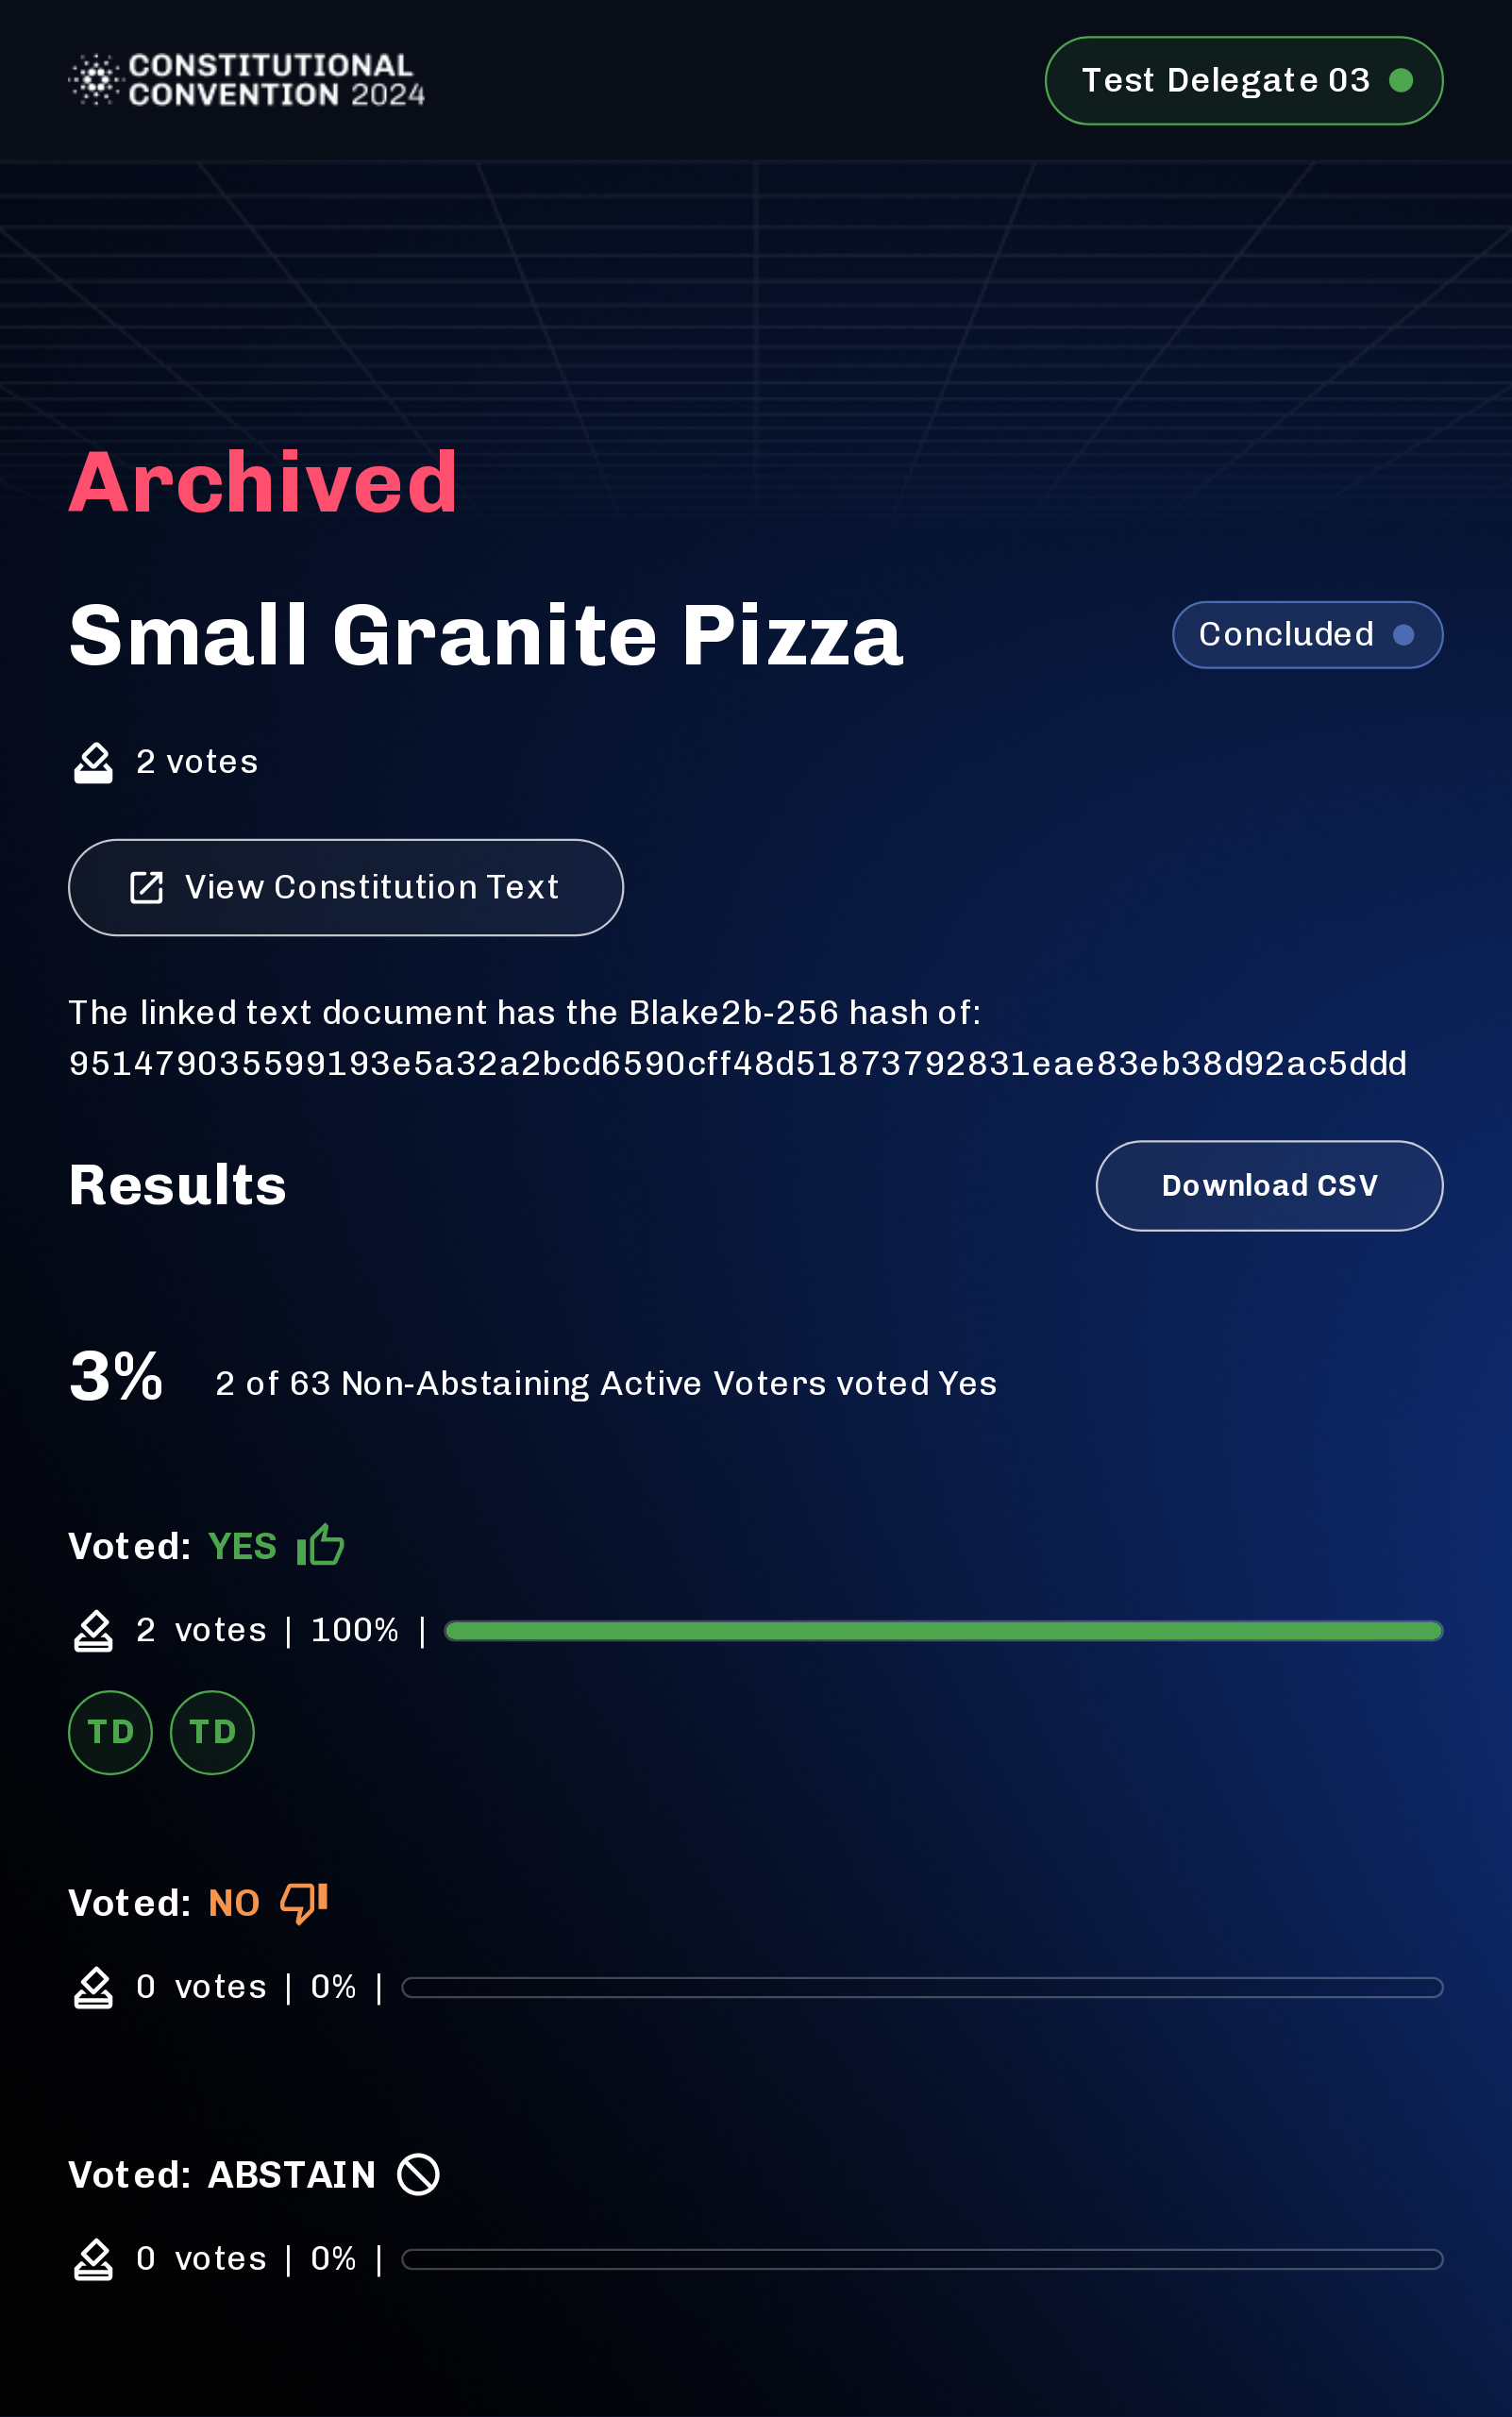 CONSTITUTIONAL
CONVENTION 2024
Test Delegate 03
Archived
Small Granite Pizza
Concluded
2 votes
View Constitution Text
The linked text document has the Blake2b-256 hash of:
951479035599193e5a32a2bcd6590cff48d51873792831eae83eb38d92ac5ddd
Results
Download CSV
3%
2 of 63 Non-Abstaining Active Voters voted Yes
Voted: YES
2 votes | 100% |
TD TD
Voted: NO
0 votes | 0% |
Voted: ABSTAIN
0 votes | 0% |